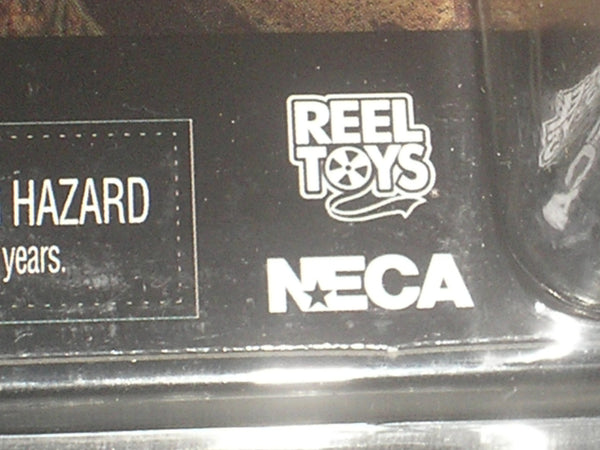 HAZARD
years.
REEL
TOYS
NECA